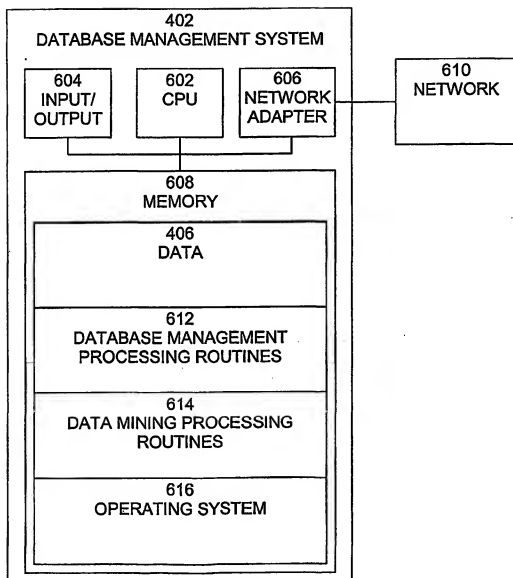 402
DATABASE MANAGEMENT SYSTEM
604
INPUT/
OUTPUT
602
CPU
606
NETWORK
ADAPTER
610
NETWORK
608
MEMORY
406
DATA
612
DATABASE MANAGEMENT
PROCESSING ROUTINES
614
DATA MINING PROCESSING
ROUTINES
616
OPERATING SYSTEM